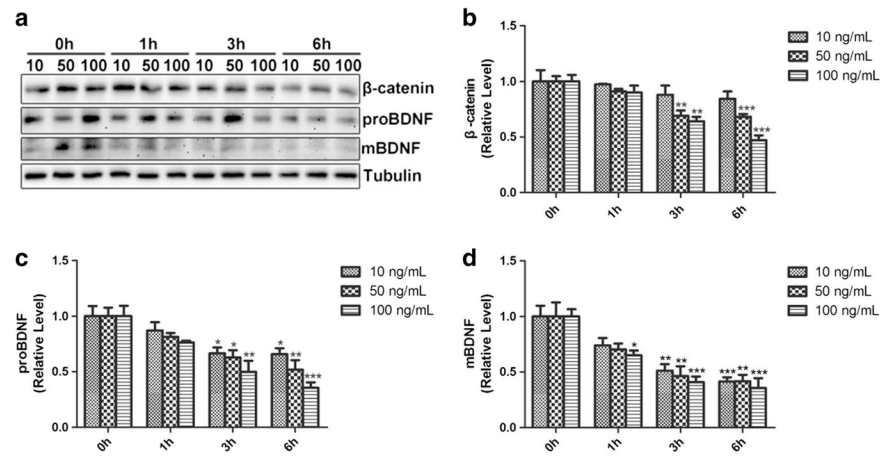 a
0h 1h 3h 6h
10 50 100 10 50 100 10 50 100 10 50 100
β-catenin
proBDNF
mBDNF
Tubulin
b
β -catenin
(Relative Level)
1.5
1.0
0.5
0.0
** ** *** ***
0h 1h 3h 6h
10 ng/mL
50 ng/mL
100 ng/mL
c
proBDNF
(Relative Level)
1.5
1.0
0.5
0.0
* * ** * ** ***
0h 1h 3h 6h
10 ng/mL
50 ng/mL
100 ng/mL
d
mBDNF
(Relative Level)
1.5
1.0
0.5
0.0
* ** ** *** *** ** ***
0h 1h 3h 6h
10 ng/mL
50 ng/mL
100 ng/mL